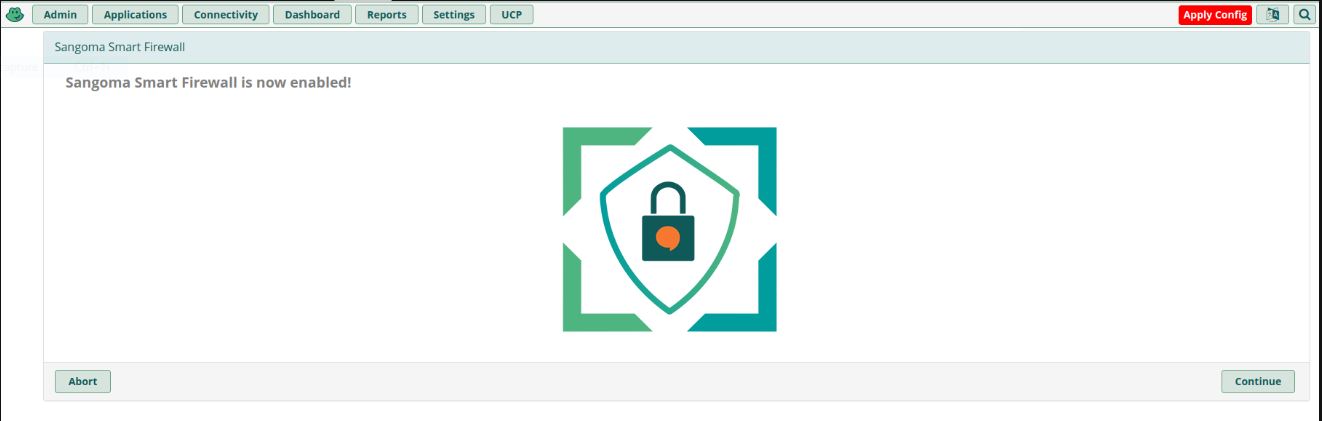 Admin Applications Connectivity Dashboard Reports Settings UCP Apply Config
Sangoma Smart Firewall
Sangoma Smart Firewall is now enabled!
Abort Continue